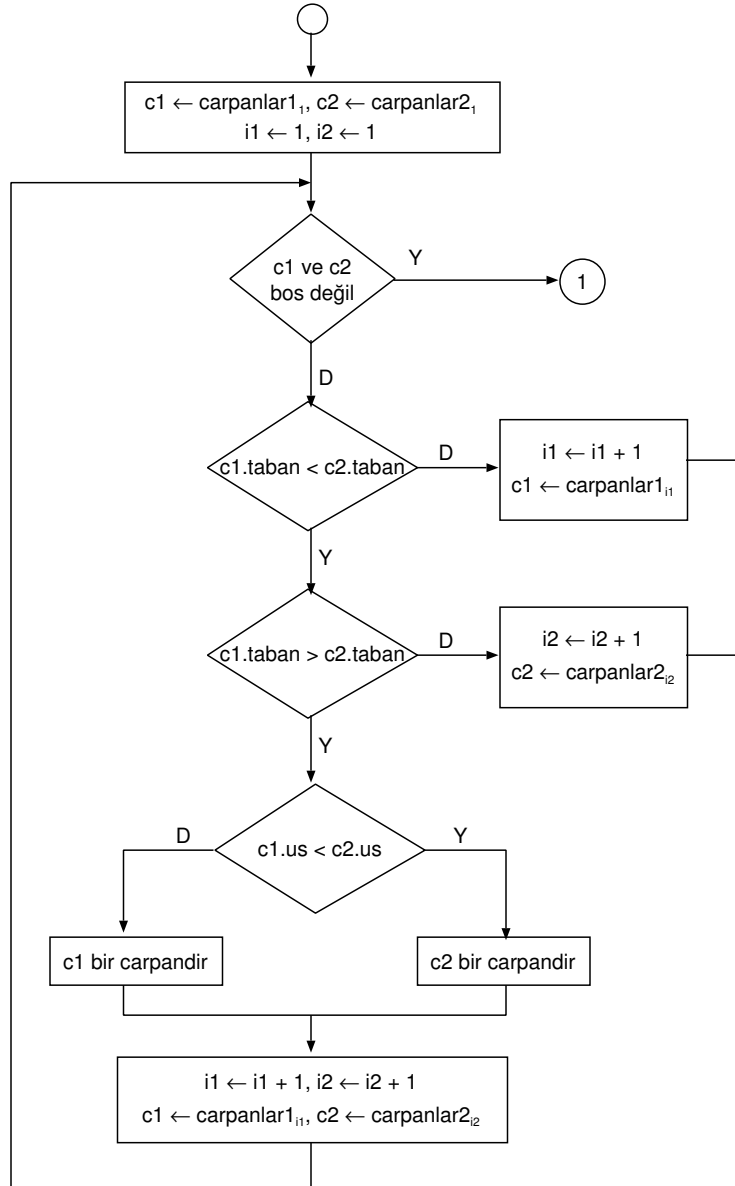 c1 ← carpanlar1₁, c2 ← carpanlar2₁
i1 ← 1, i2 ← 1
c1 ve c2
bos değil
Y
1
D
c1.taban < c2.taban
D
i1 ← i1 + 1
c1 ← carpanlar1ᵢ₁
Y
c1.taban > c2.taban
D
i2 ← i2 + 1
c2 ← carpanlar2ᵢ₂
Y
D
c1.us < c2.us
Y
c1 bir carpandir
c2 bir carpandir
i1 ← i1 + 1, i2 ← i2 + 1
c1 ← carpanlar1ᵢ₁, c2 ← carpanlar2ᵢ₂